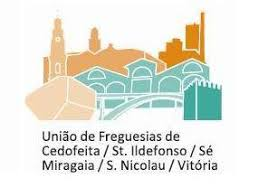 União de Freguesias de
Cedofeita / St. Ildefonso / Sé
Miragaia / S. Nicolau / Vitória